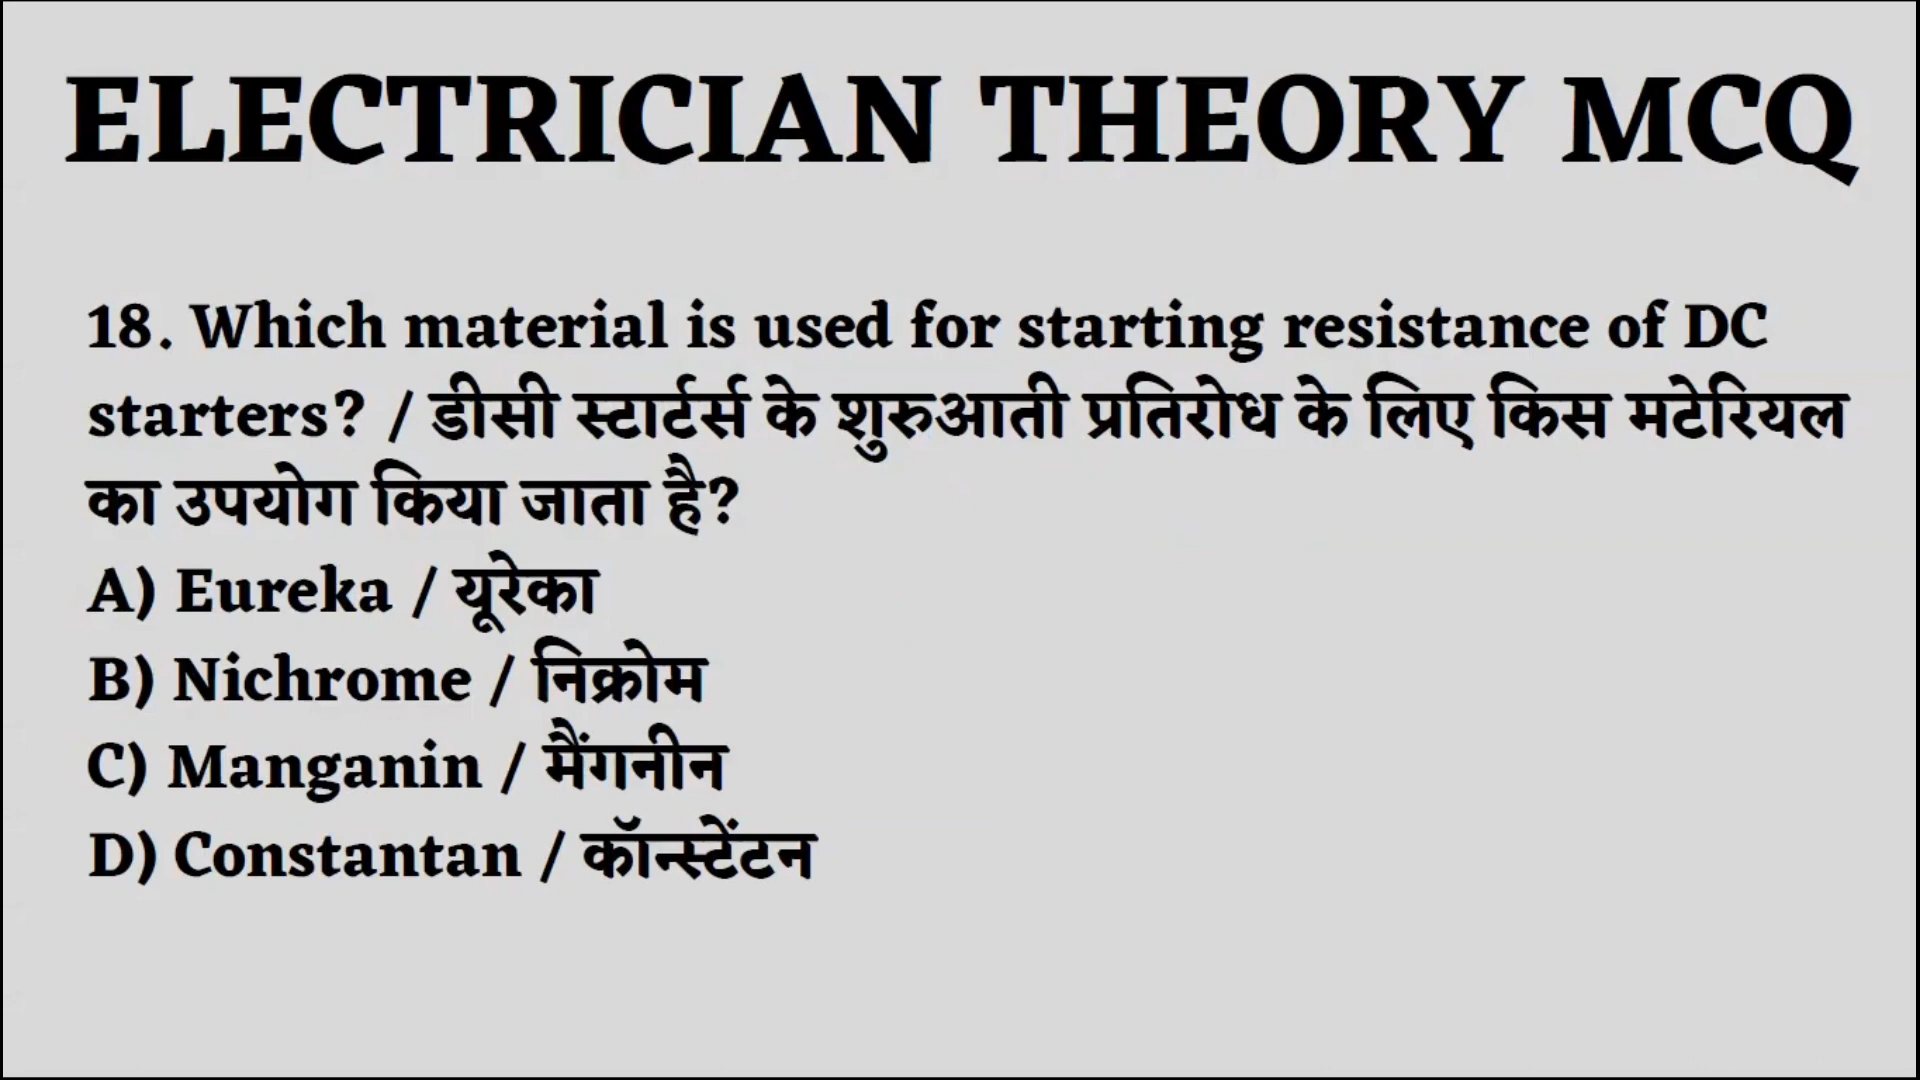 ELECTRICIAN THEORY MCQ
18. Which material is used for starting resistance of DC
starters? / डीसी स्टार्टर्स के शुरुआती प्रतिरोध के लिए किस मटेरियल
का उपयोग किया जाता है?
A) Eureka / यूरेका
B) Nichrome / निक्रोम
C) Manganin / मैंगनीन
D) Constantan / कॉन्स्टेंटन